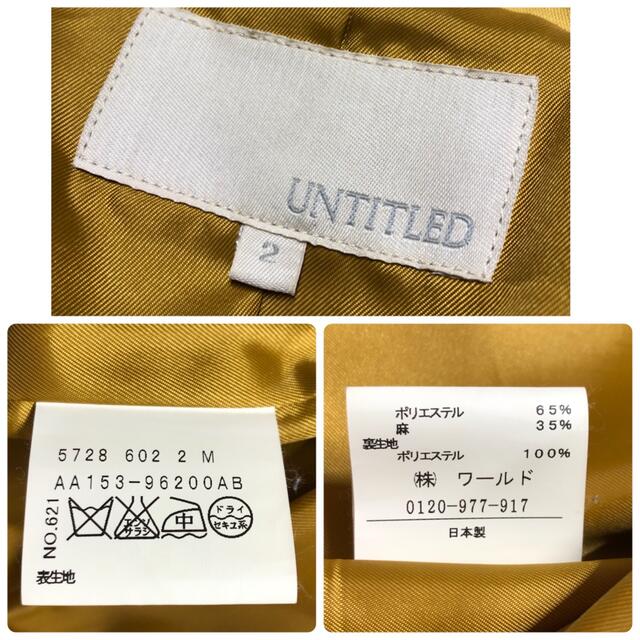 UNTITLED
2
5728 602 2 M
AA153-96200AB
NO.621
エンソ
サラシ
中
ドライ
セキユ系
表生地
ポリエステル 65%
麻 35%
裏生地
ポリエステル 100%
㈱ ワールド
0120-977-917
日本製